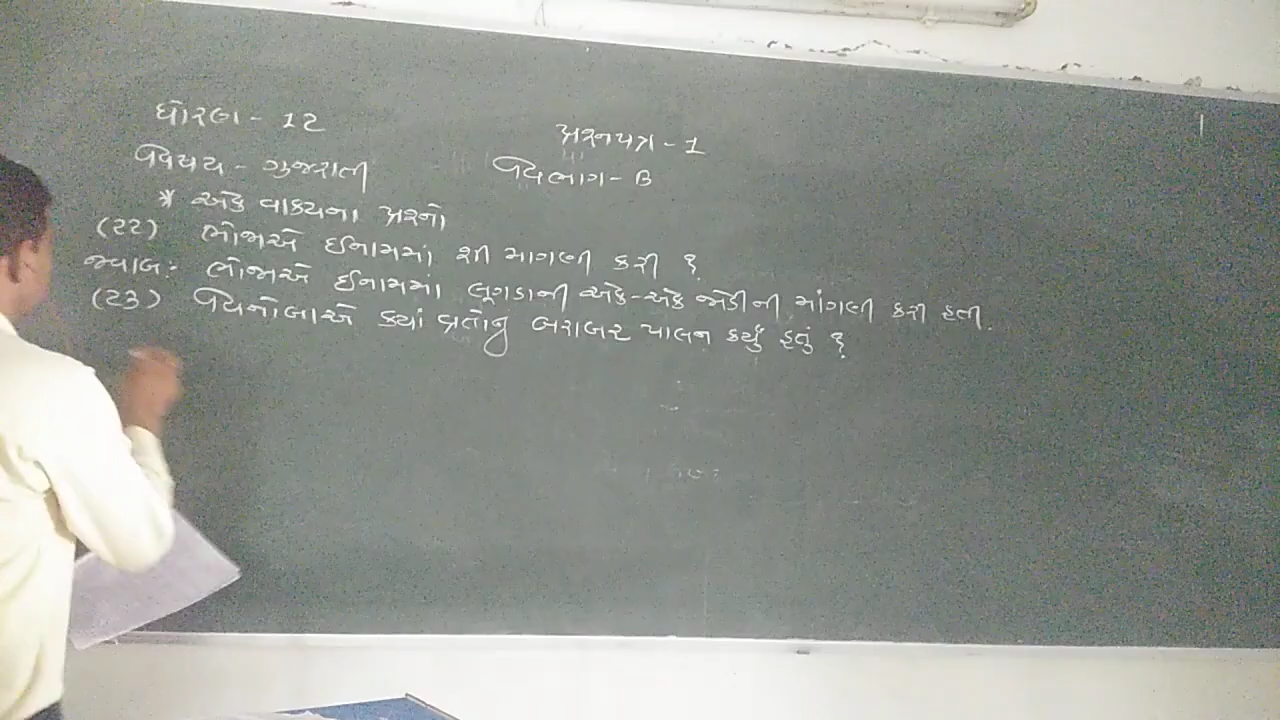 ધોરણ - 12
પ્રશ્નપત્ર - 1
વિષય - ગુજરાતી
વિભાગ - B
* એક વાક્યના પ્રશ્નો
(22) ભોજાએ ઈનામમાં શી માગણી કરી ?
જવાબ: ભોજાએ ઈનામમાં લૂગડાની એક-એક જોડીની માંગણી કરી હતી.
(23) વિનોબાએ ક્યાં વ્રતોનું બરાબર પાલન કર્યું હતું ?